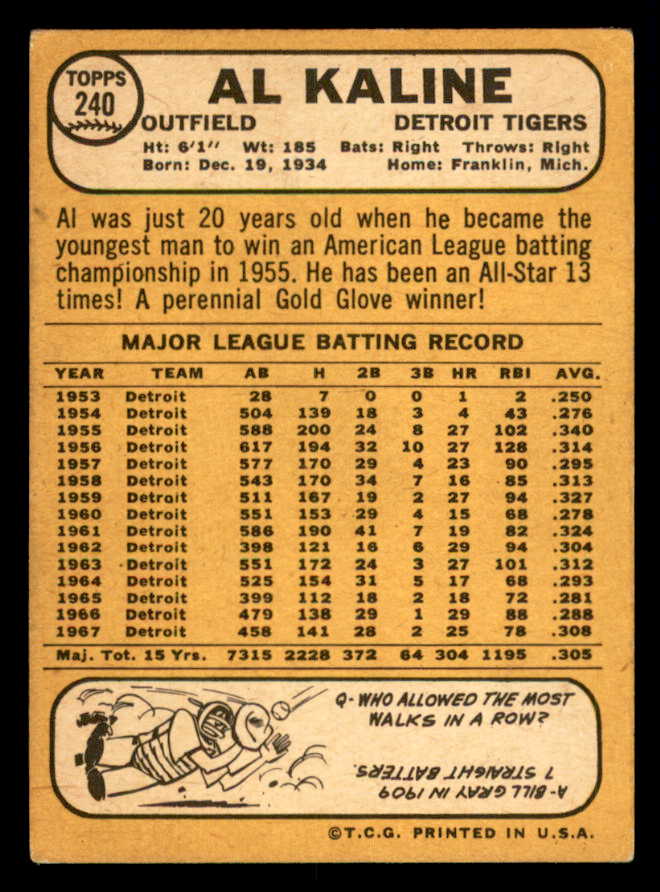 TOPPS
240
AL KALINE
OUTFIELD DETROIT TIGERS
Ht: 6'1" Wt: 185 Bats: Right Throws: Right
Born: Dec. 19, 1934 Home: Franklin, Mich.
Al was just 20 years old when he became the
youngest man to win an American League batting
championship in 1955. He has been an All-Star 13
times! A perennial Gold Glove winner!
MAJOR LEAGUE BATTING RECORD
YEAR TEAM AB H 2B 3B HR RBI AVG.
1953 Detroit 28 7 0 0 1 2 .250
1954 Detroit 504 139 18 3 4 43 .276
1955 Detroit 588 200 24 8 27 102 .340
1956 Detroit 617 194 32 10 27 128 .314
1957 Detroit 577 170 29 4 23 90 .295
1958 Detroit 543 170 34 7 16 85 .313
1959 Detroit 511 167 19 2 27 94 .327
1960 Detroit 551 153 29 4 15 68 .278
1961 Detroit 586 190 41 7 19 82 .324
1962 Detroit 398 121 16 6 29 94 .304
1963 Detroit 551 172 24 3 27 101 .312
1964 Detroit 525 154 31 5 17 68 .293
1965 Detroit 399 112 18 2 18 72 .281
1966 Detroit 479 138 29 1 29 88 .288
1967 Detroit 458 141 28 2 25 78 .308
Maj. Tot. 15 Yrs. 7315 2228 372 64 304 1195 .305
Q-WHO ALLOWED THE MOST
WALKS IN A ROW?
A-BILL GRAY IN 1909
7 STRAIGHT BATTERS.
©T.C.G. PRINTED IN U.S.A.